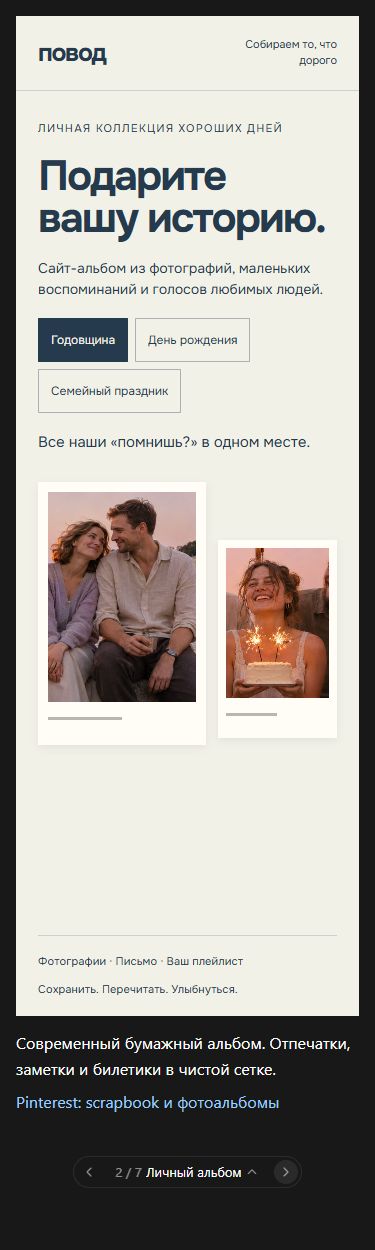 повод
Собираем то, что
дорого
ЛИЧНАЯ КОЛЛЕКЦИЯ ХОРОШИХ ДНЕЙ
Подарите
вашу историю.
Сайт-альбом из фотографий, маленьких
воспоминаний и голосов любимых людей.
Годовщина
День рождения
Семейный праздник
Все наши «помнишь?» в одном месте.
Фотографии · Письмо · Ваш плейлист
Сохранить. Перечитать. Улыбнуться.
Современный бумажный альбом. Отпечатки,
заметки и билетики в чистой сетке.
Pinterest: scrapbook и фотоальбомы
2 / 7 Личный альбом